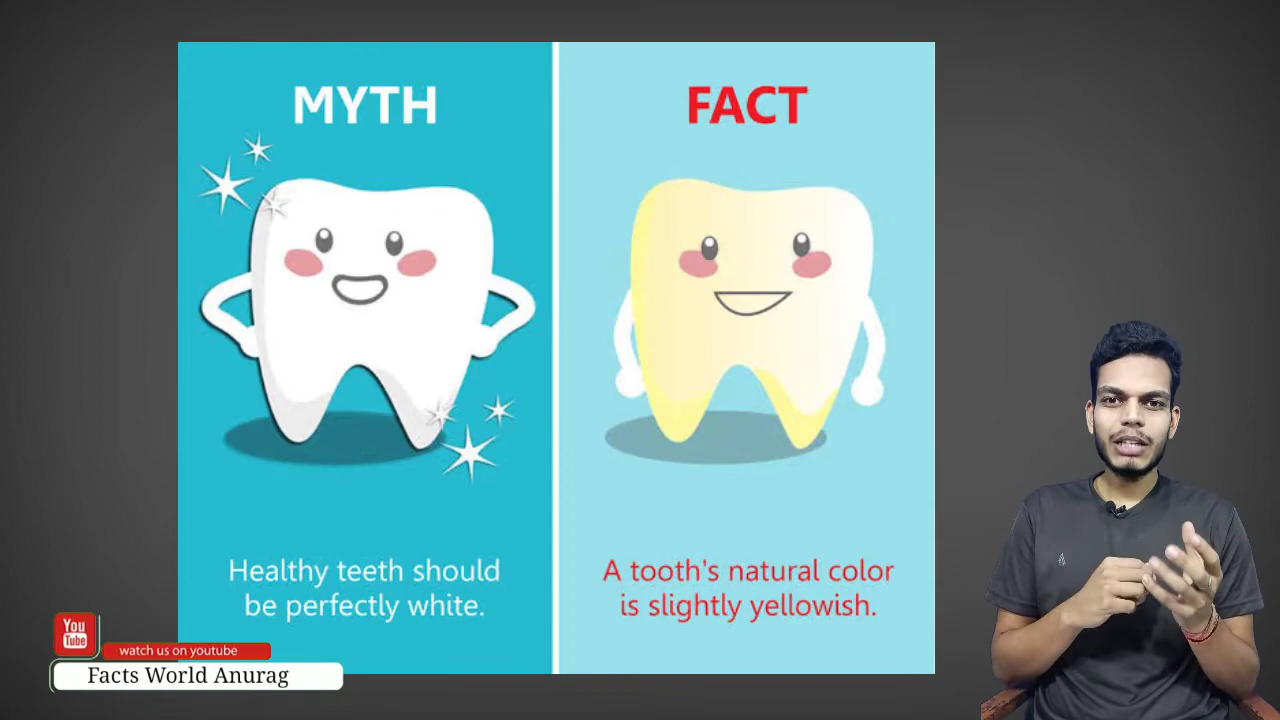 MYTH
Healthy teeth should
be perfectly white.
FACT
A tooth's natural color
is slightly yellowish.
You
Tube
watch us on youtube
Facts World Anurag